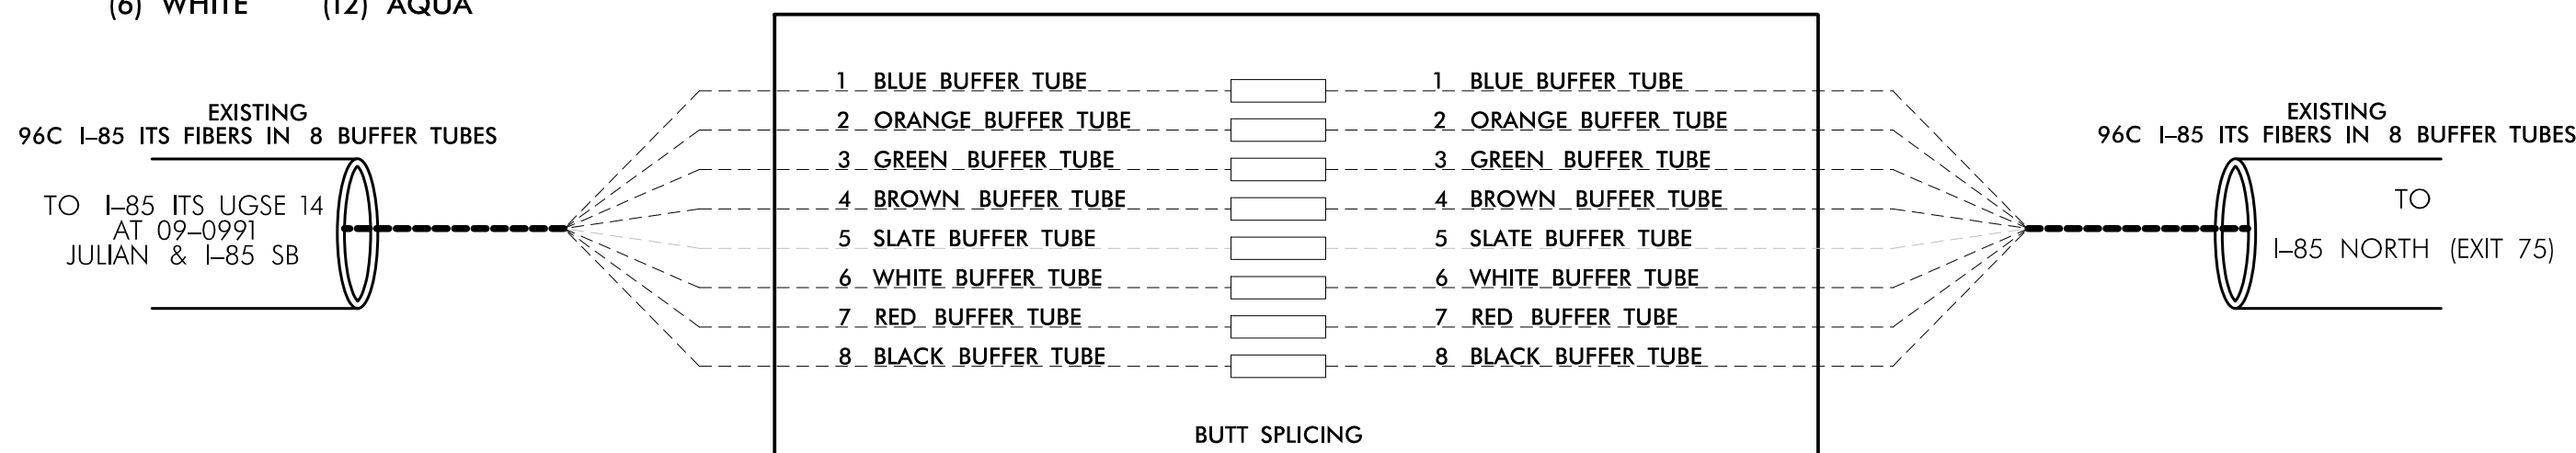 (6) WHITE (12) AQUA
EXISTING
96C I-85 ITS FIBERS IN 8 BUFFER TUBES
TO I-85 ITS UGSE 14
AT 09-0991
JULIAN & I-85 SB
1 BLUE BUFFER TUBE
2 ORANGE BUFFER TUBE
3 GREEN BUFFER TUBE
4 BROWN BUFFER TUBE
5 SLATE BUFFER TUBE
6 WHITE BUFFER TUBE
7 RED BUFFER TUBE
8 BLACK BUFFER TUBE
1 BLUE BUFFER TUBE
2 ORANGE BUFFER TUBE
3 GREEN BUFFER TUBE
4 BROWN BUFFER TUBE
5 SLATE BUFFER TUBE
6 WHITE BUFFER TUBE
7 RED BUFFER TUBE
8 BLACK BUFFER TUBE
BUTT SPLICING
EXISTING
96C I-85 ITS FIBERS IN 8 BUFFER TUBES
TO
I-85 NORTH (EXIT 75)